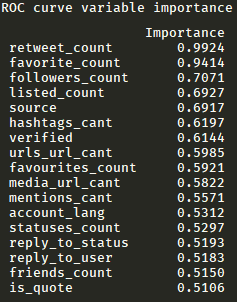 ROC curve variable importance
Importance
retweet_count 0.9924
favorite_count 0.9414
followers_count 0.7071
listed_count 0.6927
source 0.6917
hashtags_cant 0.6197
verified 0.6144
urls_url_cant 0.5985
favourites_count 0.5921
media_url_cant 0.5822
mentions_cant 0.5571
account_lang 0.5312
statuses_count 0.5297
reply_to_status 0.5193
reply_to_user 0.5183
friends_count 0.5150
is_quote 0.5106